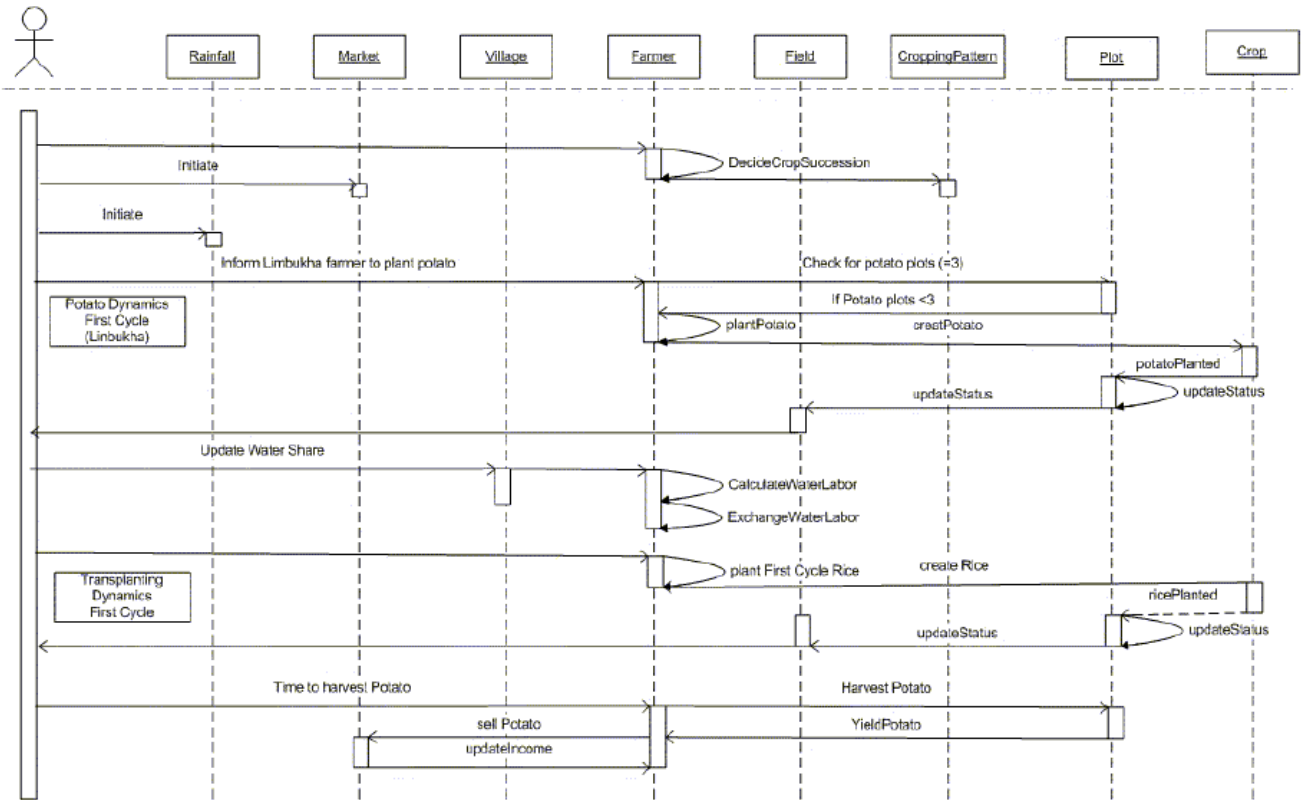 Rainfall
Market
Village
Farmer
Field
CroppingPattern
Plot
Crop
DecideCropSuccession
Initiate
Initiate
Inform Limbukha farmer to plant potato
Check for potato plots (=3)
Potato Dynamics
First Cycle
(Linbukha)
If Potato plots <3
plantPotato
creatPotato
potatoPlanted
updateStatus
updateStatus
Update Water Share
CalculateWaterLabor
ExchangeWaterLabor
Transplanting
Dynamics
First Cycle
plant First Cycle Rice
create Rice
ricePlanted
updateStatus
updateStatus
Time to harvest Potato
Harvest Potato
sell Potato
YieldPotato
updateIncome